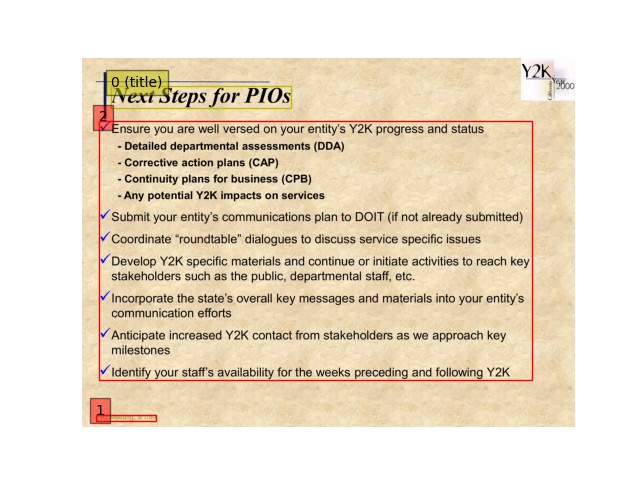 0 (title)
Next Steps for PIOs
Y2K
Year
2000
California
2
Ensure you are well versed on your entity's Y2K progress and status
- Detailed departmental assessments (DDA)
- Corrective action plans (CAP)
- Continuity plans for business (CPB)
- Any potential Y2K impacts on services
Submit your entity's communications plan to DOIT (if not already submitted)
Coordinate “roundtable” dialogues to discuss service specific issues
Develop Y2K specific materials and continue or initiate activities to reach key
stakeholders such as the public, departmental staff, etc.
Incorporate the state's overall key messages and materials into your entity's
communication efforts
Anticipate increased Y2K contact from stakeholders as we approach key
milestones
Identify your staff's availability for the weeks preceding and following Y2K
1